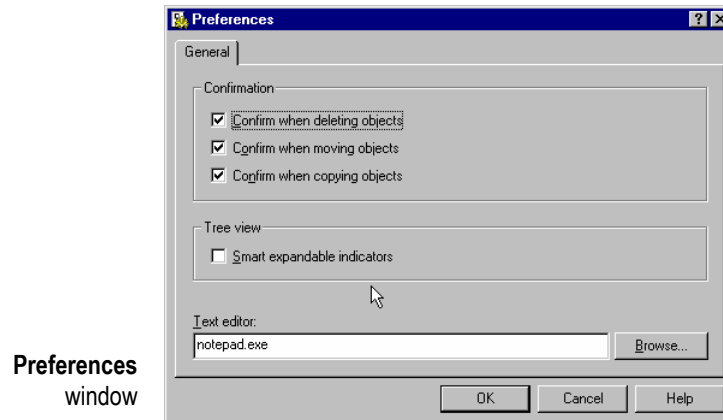 Preferences
General
Confirmation
Confirm when deleting objects
Confirm when moving objects
Confirm when copying objects
Tree view
Smart expandable indicators
Text editor:
notepad.exe
Browse...
OK
Cancel
Help
Preferences
window